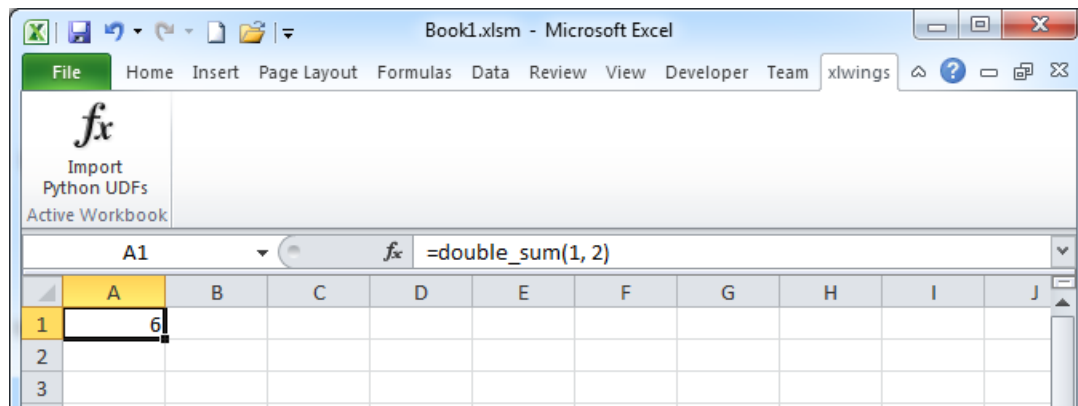 Book1.xlsm - Microsoft Excel
File Home Insert Page Layout Formulas Data Review View Developer Team xlwings
fx
Import
Python UDFs
Active Workbook
A1 fx =double_sum(1, 2)
A B C D E F G H I J
1 6
2
3